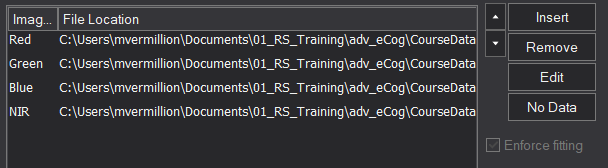 Imag... File Location
Red C:\Users\mvermillion\Documents\01_RS_Training\adv_eCog\CourseData
Green C:\Users\mvermillion\Documents\01_RS_Training\adv_eCog\CourseData
Blue C:\Users\mvermillion\Documents\01_RS_Training\adv_eCog\CourseData
NIR C:\Users\mvermillion\Documents\01_RS_Training\adv_eCog\CourseData
Insert
Remove
Edit
No Data
Enforce fitting